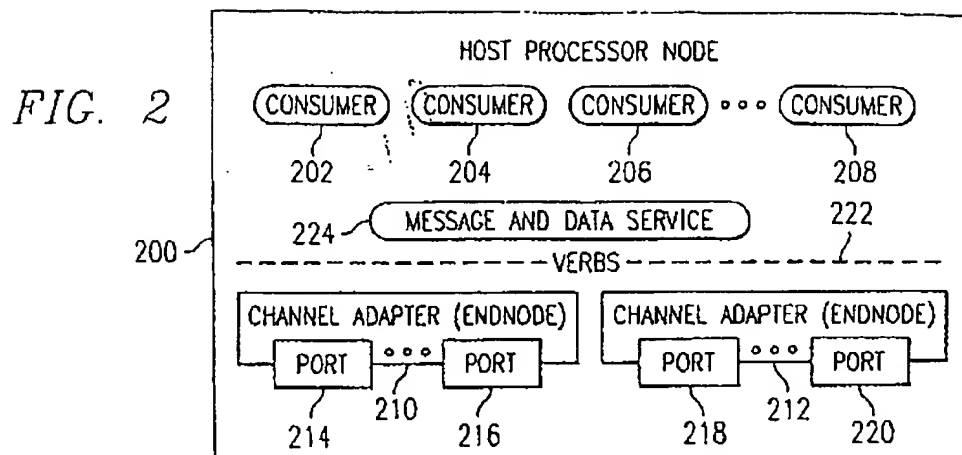 FIG. 2
HOST PROCESSOR NODE
CONSUMER CONSUMER CONSUMER CONSUMER
202 204 206 208
224 MESSAGE AND DATA SERVICE 222
200
VERBS
CHANNEL ADAPTER (ENDNODE) CHANNEL ADAPTER (ENDNODE)
PORT PORT PORT PORT
214 210 216 218 212 220